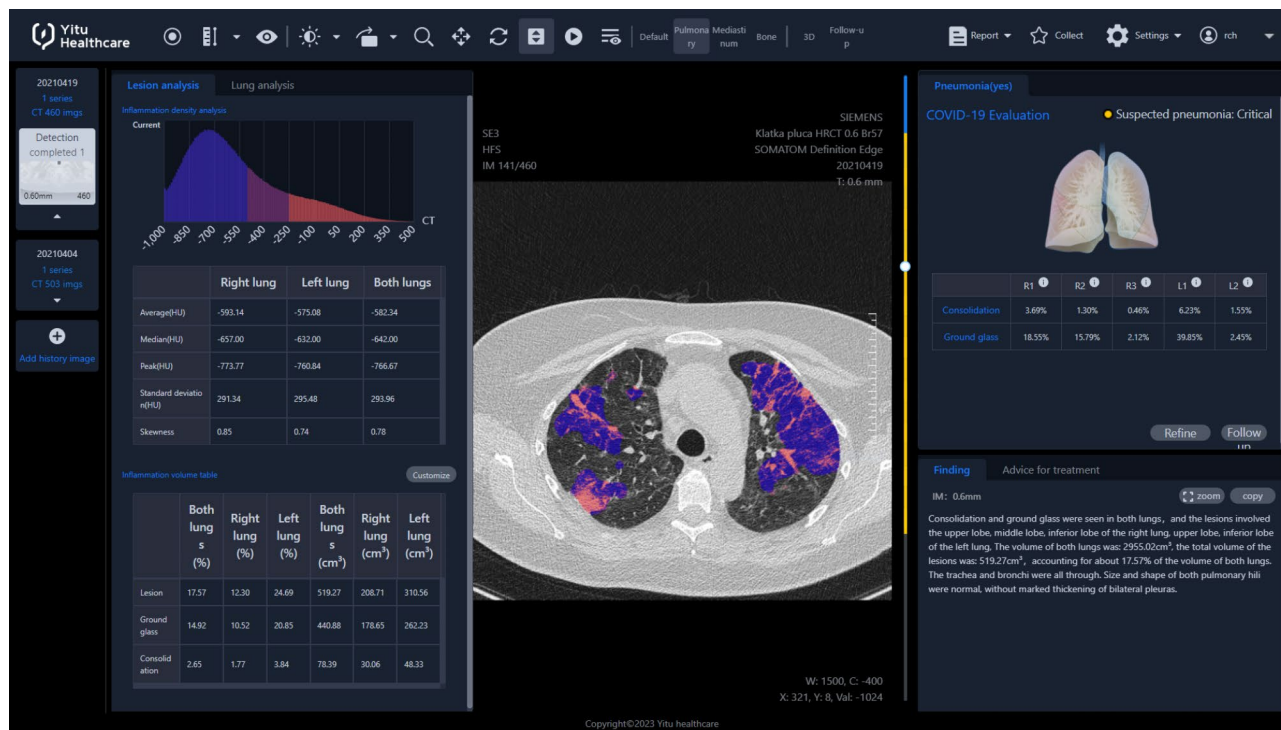 Yitu
Healthcare
Default
Pulmona
ry
Mediasti
num
Bone
3D
Follow-u
p
Report
Collect
Settings
rch
20210419
1 series
CT 460 imgs
Detection
completed 1
0.60mm 460
20210404
1 series
CT 503 imgs
Add history image
Lesion analysis
Lung analysis
Inflammation density analysis
Current
CT
-1,000 -850 -700 -550 -400 -250 -100 50 200 350 500
Right lung Left lung Both lungs
Average(HU) -593.14 -575.08 -582.34
Median(HU) -657.00 -632.00 -642.00
Peak(HU) -773.77 -760.84 -766.67
Standard deviatio
n(HU) 291.34 295.48 293.96
Skewness 0.85 0.74 0.78
Inflammation volume table
Customize
Both
lung
s
(%)
Right
lung
(%)
Left
lung
(%)
Both
lung
s
(cm³)
Right
lung
(cm³)
Left
lung
(cm³)
Lesion 17.57 12.30 24.69 519.27 208.71 310.56
Ground
glass 14.92 10.52 20.85 440.88 178.65 262.23
Consolid
ation 2.65 1.77 3.84 78.39 30.06 48.33
SE3
HFS
IM 141/460
SIEMENS
Klatka pluca HRCT 0.6 Br57
SOMATOM Definition Edge
20210419
T: 0.6 mm
W: 1500, C: -400
X: 321, Y: 8, Val: -1024
Pneumonia(yes)
COVID-19 Evaluation
Suspected pneumonia: Critical
R1 R2 R3 L1 L2
Consolidation 3.69% 1.30% 0.46% 6.23% 1.55%
Ground glass 18.55% 15.79% 2.12% 39.85% 2.45%
Refine
Follow
up
Finding
Advice for treatment
IM: 0.6mm
zoom
copy
Consolidation and ground glass were seen in both lungs, and the lesions involved
the upper lobe, middle lobe, inferior lobe of the right lung, upper lobe, inferior lobe
of the left lung, The volume of both lungs was: 2955.02cm³, the total volume of the
lesions was: 519.27cm³, accounting for about 17.57% of the volume of both lungs.
The trachea and bronchi were all through. Size and shape of both pulmonary hili
were normal, without marked thickening of bilateral pleuras.
Copyright©2023 Yitu healthcare